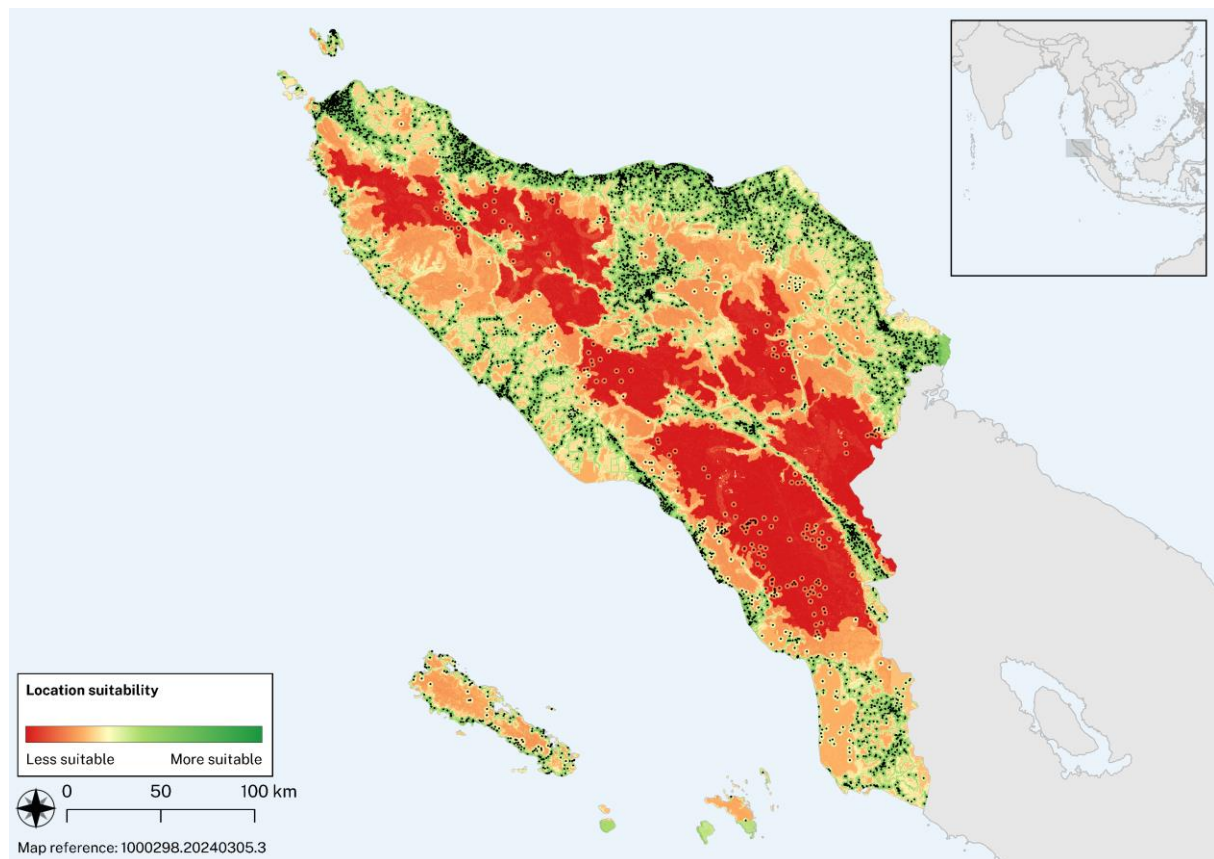 Location suitability
Less suitable More suitable
0 50 100 km
Map reference: 1000298.20240305.3